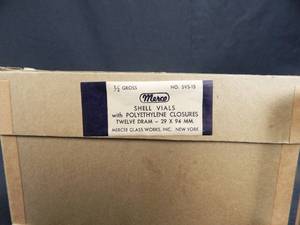 ½ GROSS NO. SVS-15
Merco
SHELL VIALS
with POLYETHYLENE CLOSURES
TWELVE DRAM - 29 X 94 MM
MERCER GLASS WORKS, INC. NEW YORK